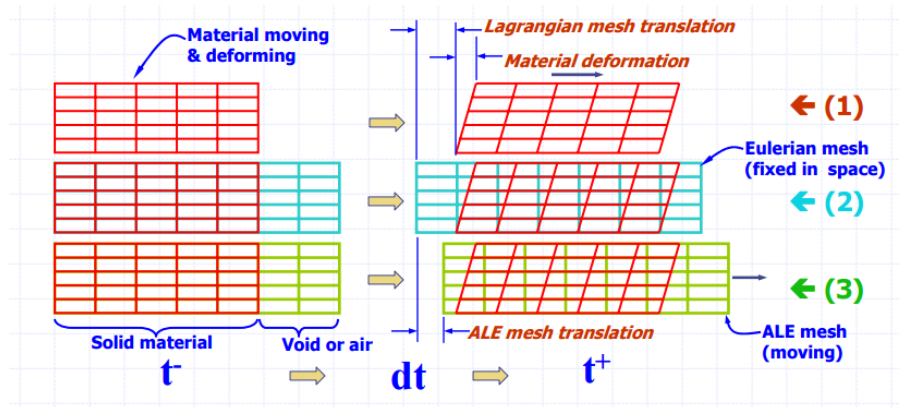 Material moving
& deforming
Lagrangian mesh translation
Material deformation
(1)
Eulerian mesh
(fixed in space)
(2)
(3)
Solid material
Void or air
ALE mesh translation
ALE mesh
(moving)
t-
dt
t+